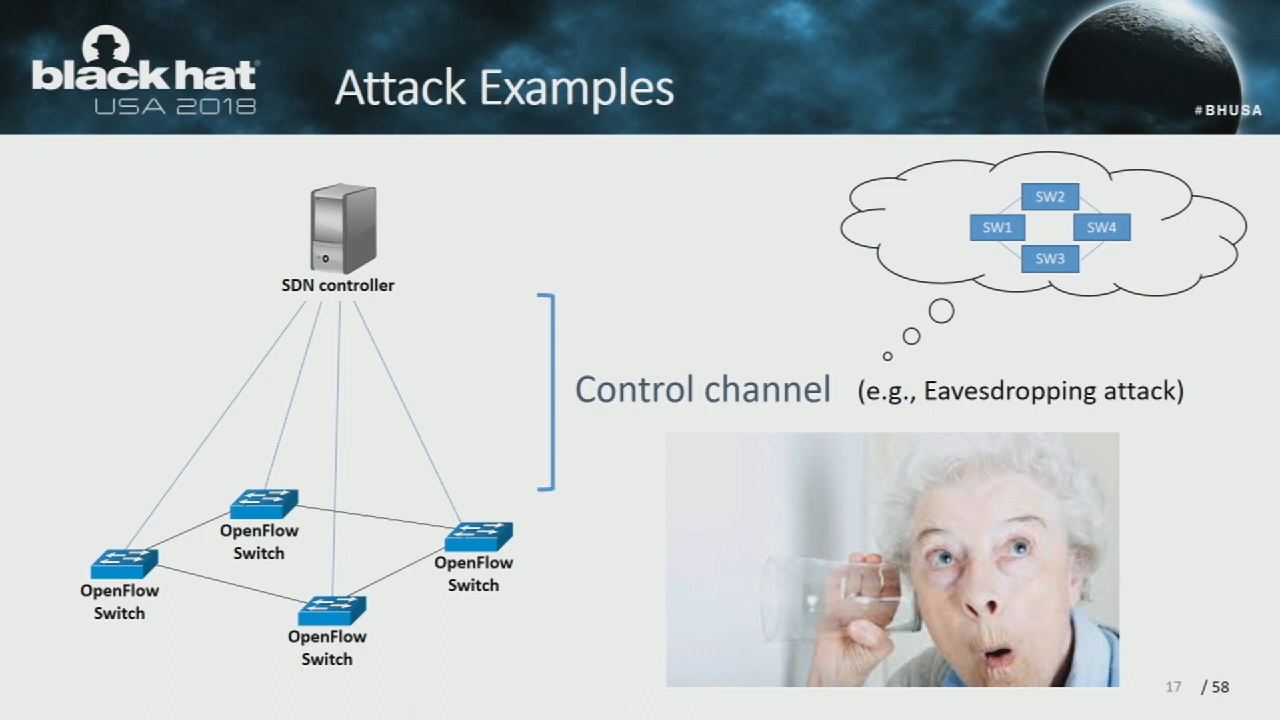 black hat
USA 2018
Attack Examples
#BHUSA
SW2
SW1
SW4
SW3
SDN controller
Control channel
(e.g., Eavesdropping attack)
OpenFlow
Switch
OpenFlow
Switch
OpenFlow
Switch
OpenFlow
Switch
17 / 58